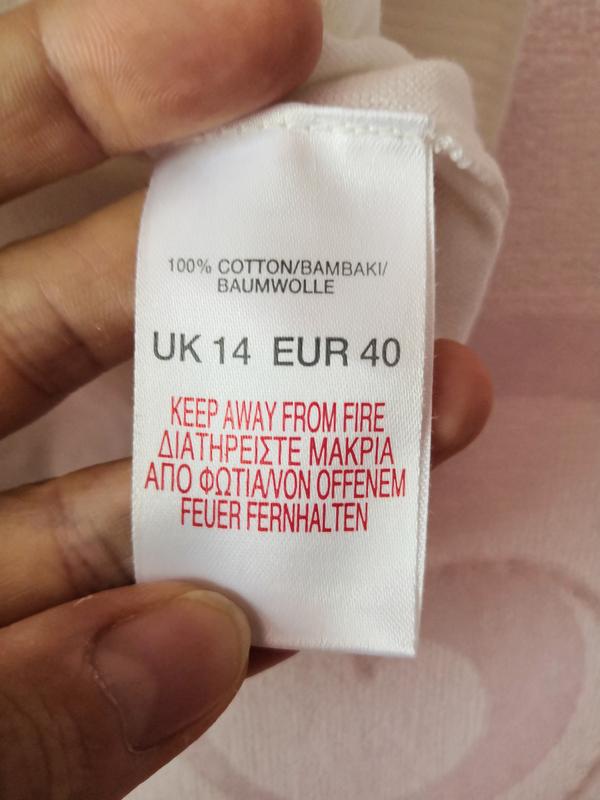 100% COTTON/BAMBAKI/
BAUMWOLLE
UK 14 EUR 40
KEEP AWAY FROM FIRE
ΔΙΑΤΗΡΕΙΣΤΕ ΜΑΚΡΙΑ
ΑΠΟ ΦΩΤΙΑ/VON OFFENEM
FEUER FERNHALTEN